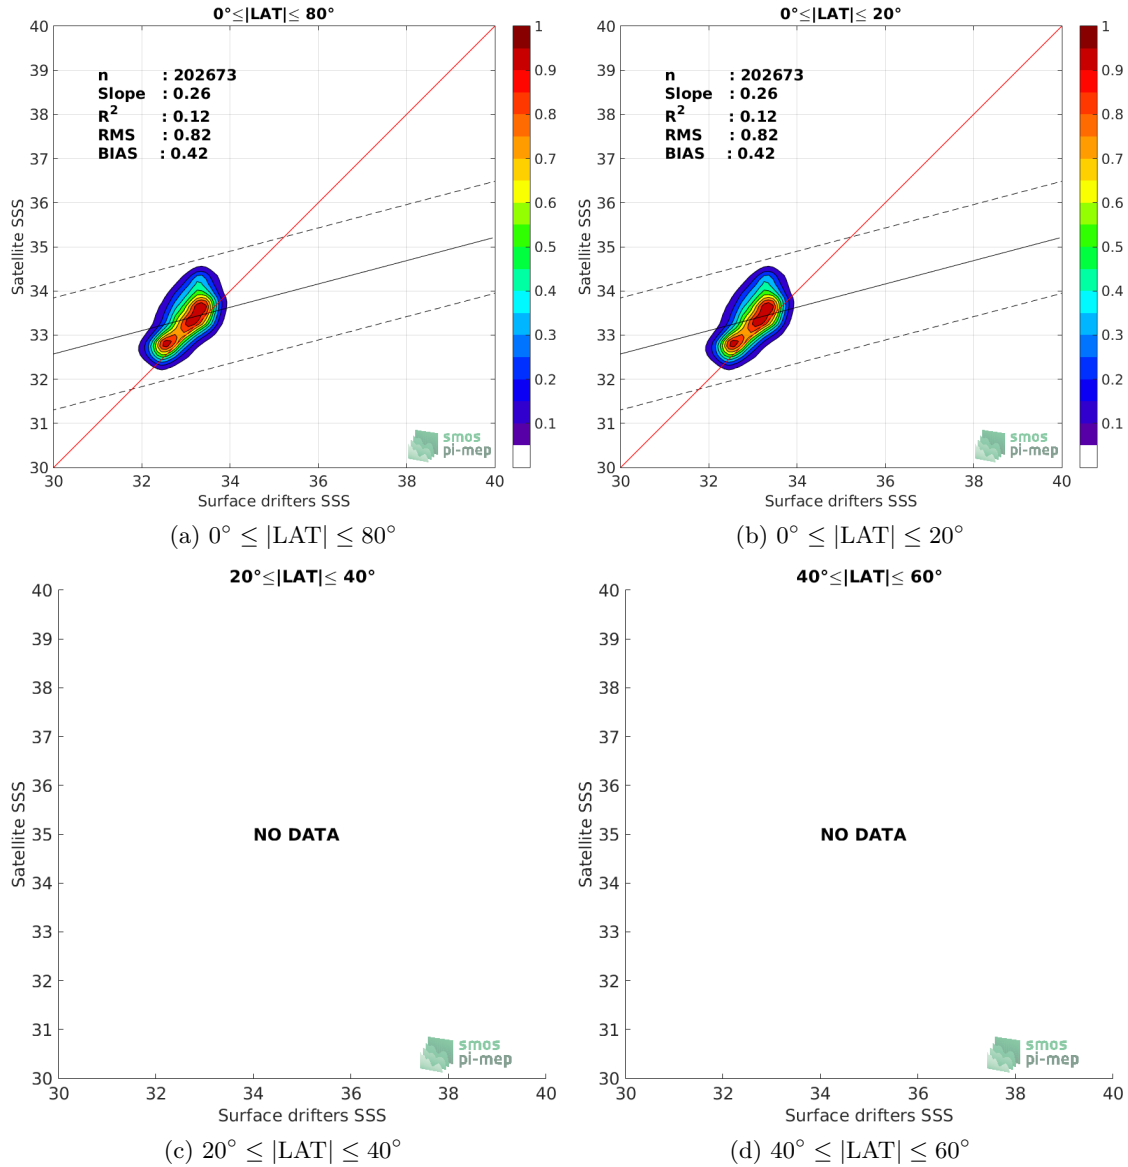 0°≤|LAT|≤ 80°
40
39
38
37
36
35
34
33
32
31
30
Satellite SSS
n : 202673
Slope : 0.26
R² : 0.12
RMS : 0.82
BIAS : 0.42
smos
pi-mep
30 32 34 36 38 40
Surface drifters SSS
1
0.9
0.8
0.7
0.6
0.5
0.4
0.3
0.2
0.1
(a) 0° ≤ |LAT| ≤ 80°
0°≤|LAT|≤ 20°
40
39
38
37
36
35
34
33
32
31
30
Satellite SSS
n : 202673
Slope : 0.26
R² : 0.12
RMS : 0.82
BIAS : 0.42
smos
pi-mep
30 32 34 36 38 40
Surface drifters SSS
1
0.9
0.8
0.7
0.6
0.5
0.4
0.3
0.2
0.1
(b) 0° ≤ |LAT| ≤ 20°
20°≤|LAT|≤ 40°
40
39
38
37
36
35
34
33
32
31
30
Satellite SSS
NO DATA
smos
pi-mep
30 32 34 36 38 40
Surface drifters SSS
(c) 20° ≤ |LAT| ≤ 40°
40°≤|LAT|≤ 60°
40
39
38
37
36
35
34
33
32
31
30
Satellite SSS
NO DATA
smos
pi-mep
30 32 34 36 38 40
Surface drifters SSS
(d) 40° ≤ |LAT| ≤ 60°